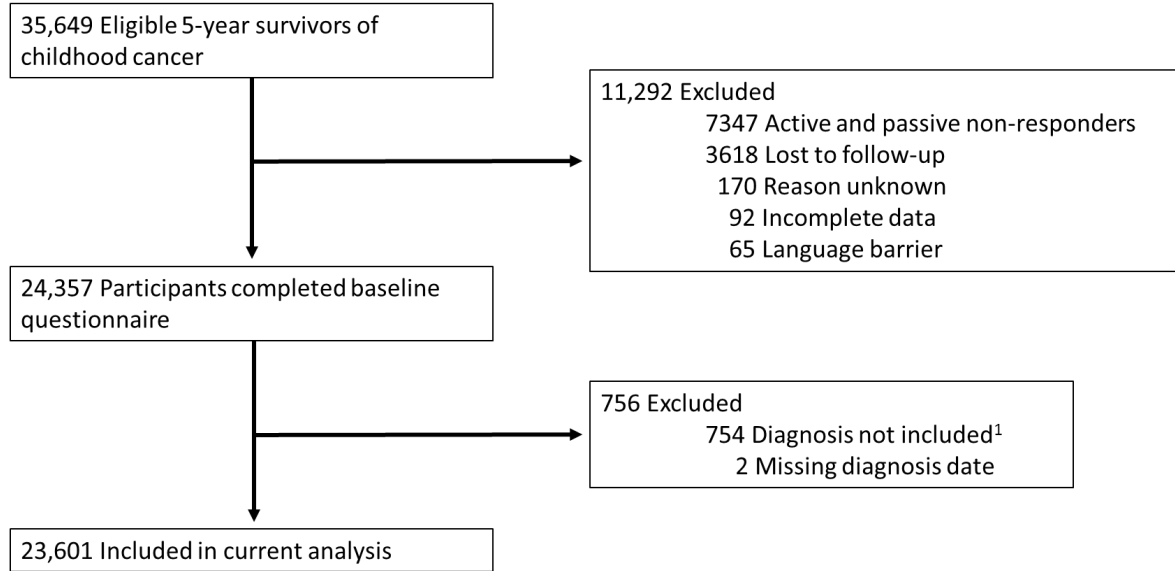 35,649 Eligible 5-year survivors of
childhood cancer
11,292 Excluded
7347 Active and passive non-responders
3618 Lost to follow-up
170 Reason unknown
92 Incomplete data
65 Language barrier
24,357 Participants completed baseline
questionnaire
756 Excluded
754 Diagnosis not included¹
2 Missing diagnosis date
23,601 Included in current analysis